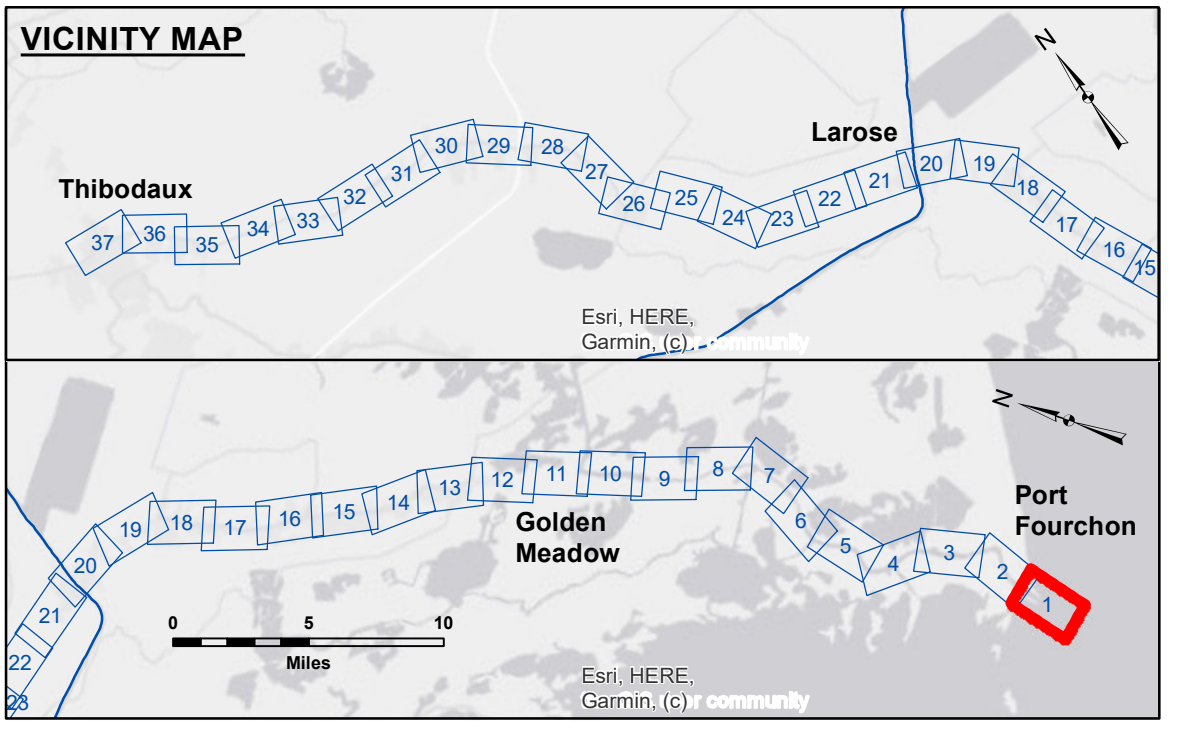 VICINITY MAP
N
Larose
Thibodaux
30 29 28 27 26 25 24 23 22 21 20 19 18 17 16 15
37 36 35 34 33 32 31
Esri, HERE,
Garmin, (c) community
N
Port
Fourchon
Golden
Meadow
23 22 21 20 19 18 17 16 15 14 13 12 11 10 9 8 7 6 5 4 3 2 1
0 5 10
Miles
Esri, HERE,
Garmin, (c) community